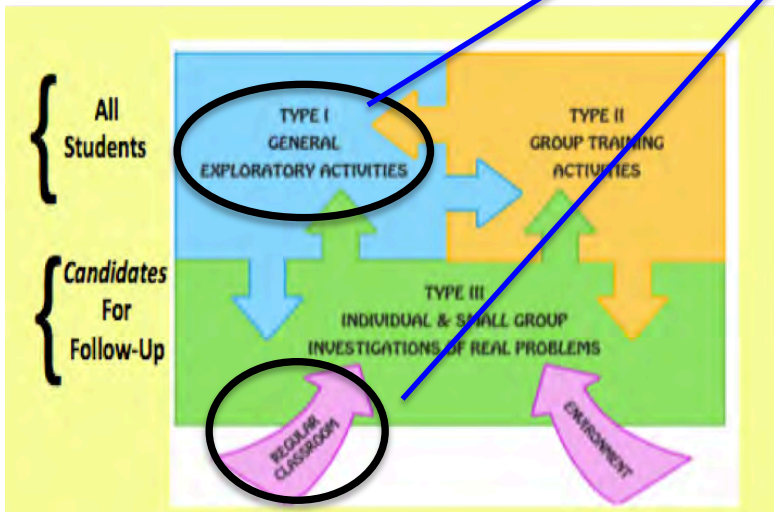 All
Students
TYPE I
GENERAL
EXPLORATORY ACTIVITIES
TYPE II
GROUP TRAINING
ACTIVITIES
Candidates
For
Follow-Up
TYPE III
INDIVIDUAL & SMALL GROUP
INVESTIGATIONS OF REAL PROBLEMS
REGULAR
CLASSROOM
ENVIRONMENT